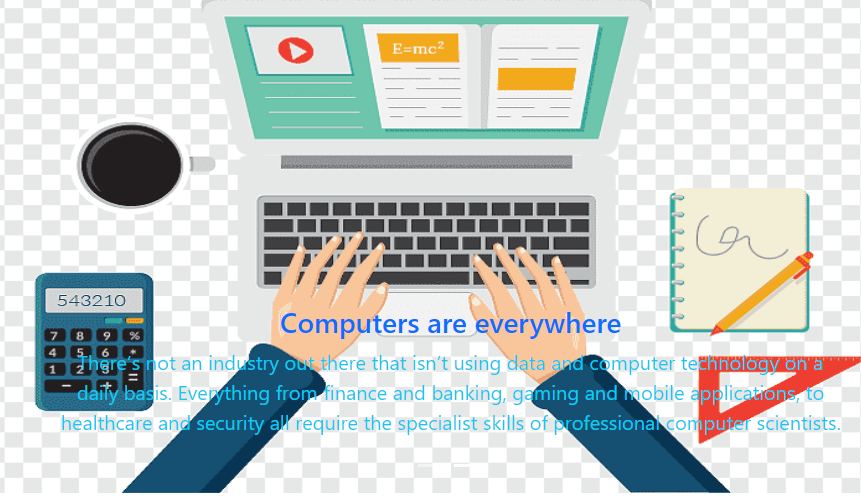 E=mc²
543210
7 8 9 %
4 5 6 *
1 2 3 =
− +
Computers are everywhere
There's not an industry out there that isn't using data and computer technology on a
daily basis. Everything from finance and banking, gaming and mobile applications, to
healthcare and security all require the specialist skills of professional computer scientists.